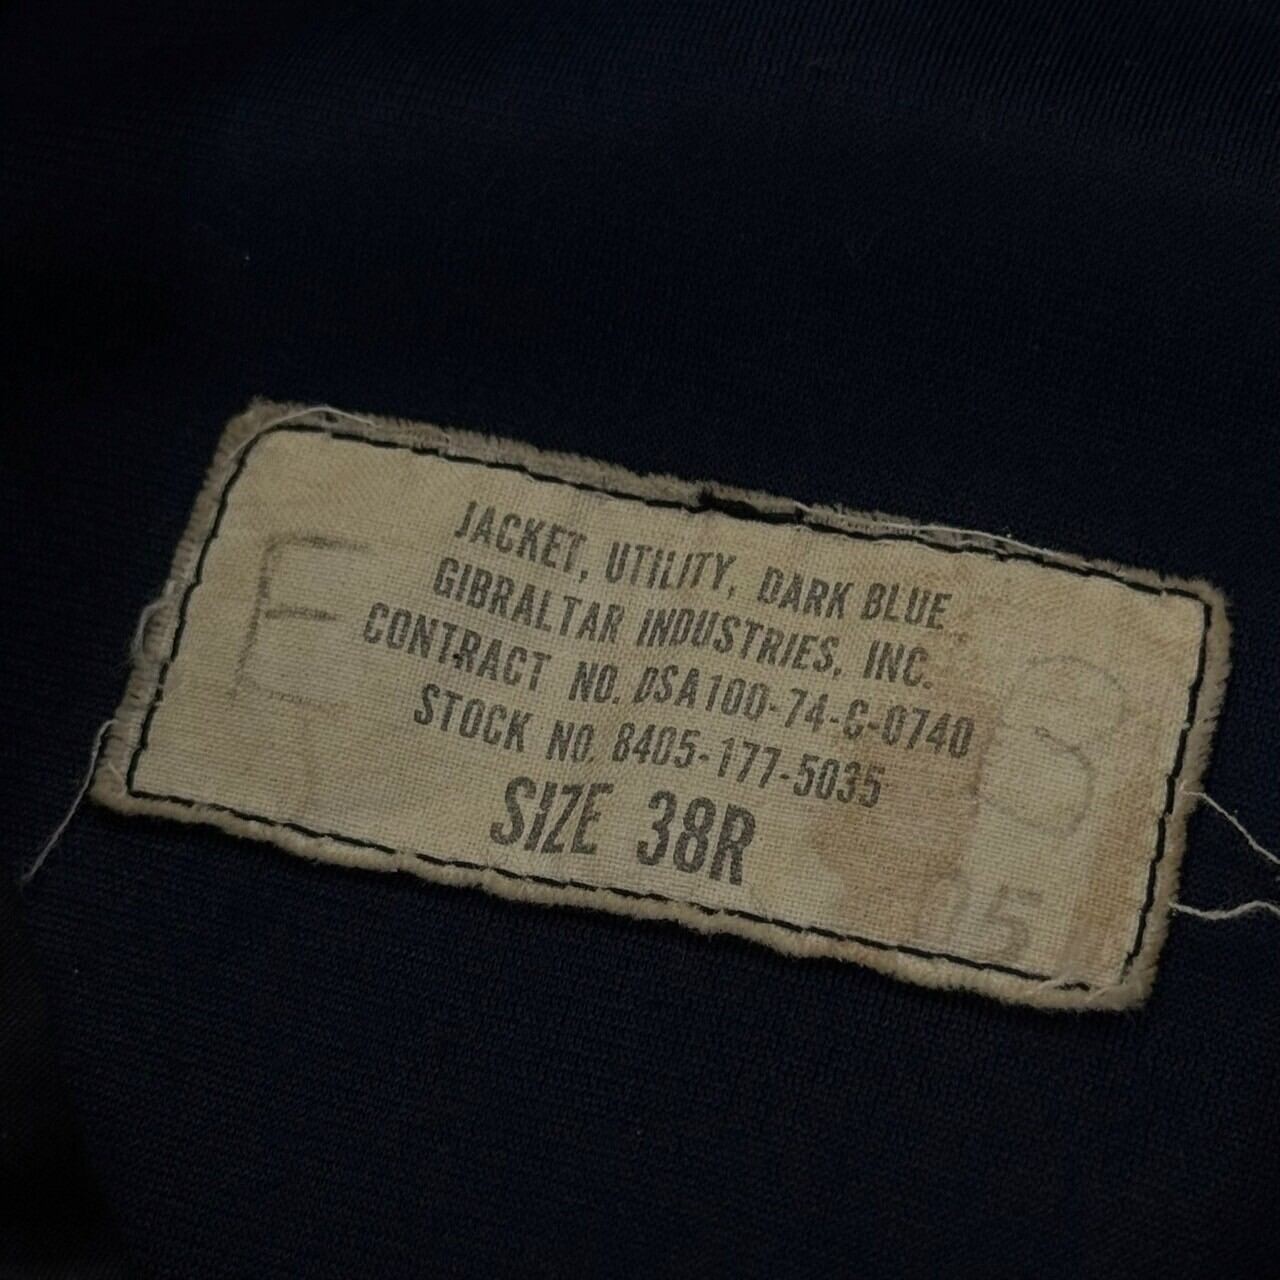 JACKET, UTILITY, DARK BLUE
GIBRALTAR INDUSTRIES, INC.
CONTRACT NO. DSA100-74-C-0740
STOCK NO. 8405-177-5035
SIZE 38R